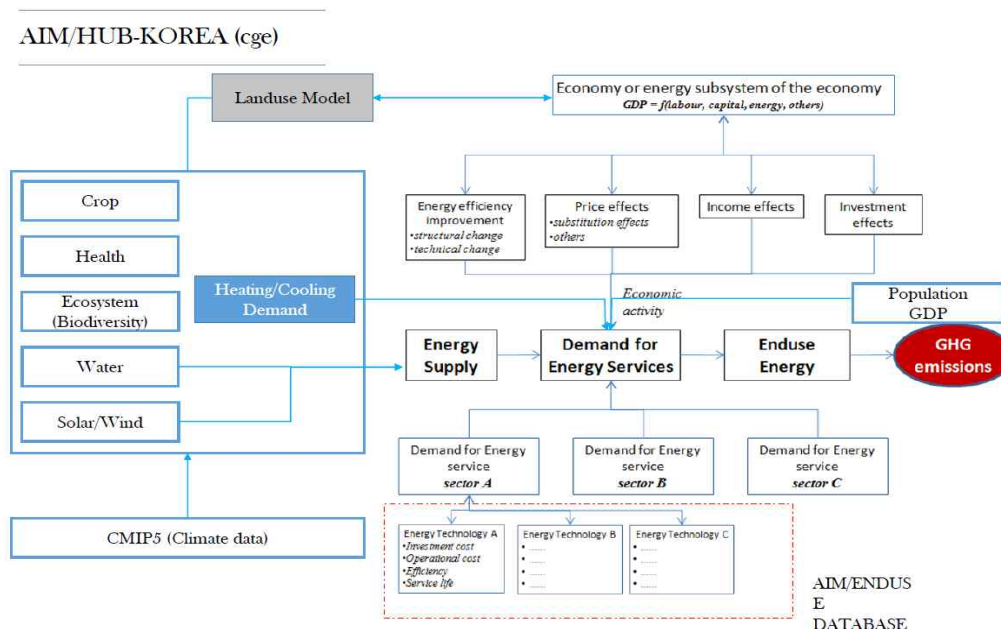 AIM/HUB-KOREA (cge)
Landuse Model
Economy or energy subsystem of the economy
GDP = f(labour, capital, energy, others)
Crop
Health
Ecosystem
(Biodiversity)
Water
Solar/Wind
Heating/Cooling
Demand
CMIP5 (Climate data)
Energy efficiency
improvement
•structural change
•technical change
Price effects
•substitution effects
•others
Income effects
Investment
effects
Economic
activity
Population
GDP
Energy
Supply
Demand for
Energy Services
Enduse
Energy
GHG
emissions
Demand for Energy
service
sector A
Demand for Energy
service
sector B
Demand for Energy
service
sector C
Energy Technology A
•Investment cost
•Operational cost
•Efficiency
•Service life
Energy Technology B
• ......
• ......
• ......
• ......
Energy Technology C
• ......
• ......
• ......
• ......
AIM/ENDUS
E
DATABASE